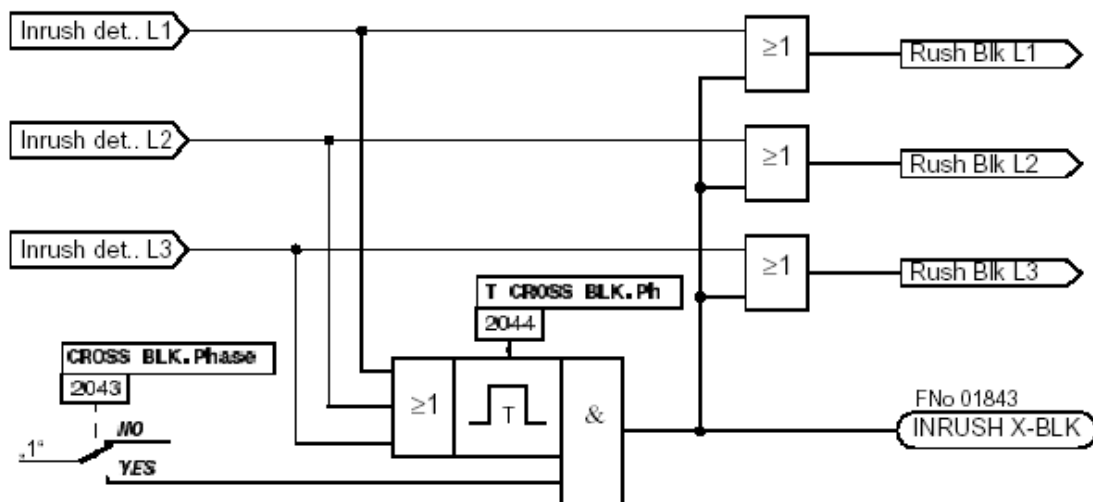 Inrush det.. L1
≥1
Rush Blk L1
Inrush det.. L2
≥1
Rush Blk L2
Inrush det.. L3
≥1
Rush Blk L3
T CROSS BLK.Ph
2044
CROSS BLK.Phase
2043
≥1
T
&
FNo 01843
INRUSH X-BLK
„1“
NO
YES